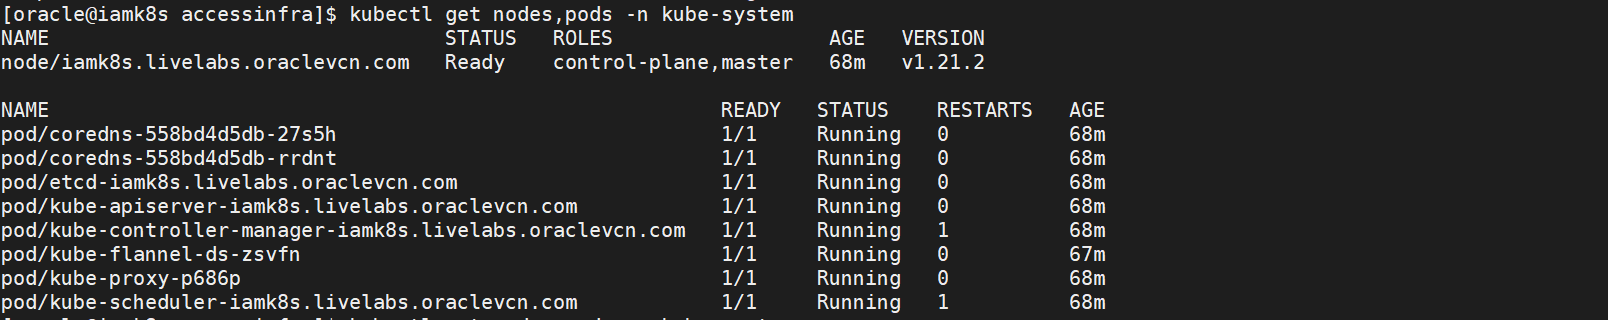 [oracle@iamk8s accessinfra]$ kubectl get nodes,pods -n kube-system
NAME STATUS ROLES AGE VERSION
node/iamk8s.livelabs.oraclevcn.com Ready control-plane,master 68m v1.21.2
NAME READY STATUS RESTARTS AGE
pod/coredns-558bd4d5db-27s5h 1/1 Running 0 68m
pod/coredns-558bd4d5db-rrdnt 1/1 Running 0 68m
pod/etcd-iamk8s.livelabs.oraclevcn.com 1/1 Running 0 68m
pod/kube-apiserver-iamk8s.livelabs.oraclevcn.com 1/1 Running 0 68m
pod/kube-controller-manager-iamk8s.livelabs.oraclevcn.com 1/1 Running 1 68m
pod/kube-flannel-ds-zsvfn 1/1 Running 0 67m
pod/kube-proxy-p686p 1/1 Running 0 68m
pod/kube-scheduler-iamk8s.livelabs.oraclevcn.com 1/1 Running 1 68m